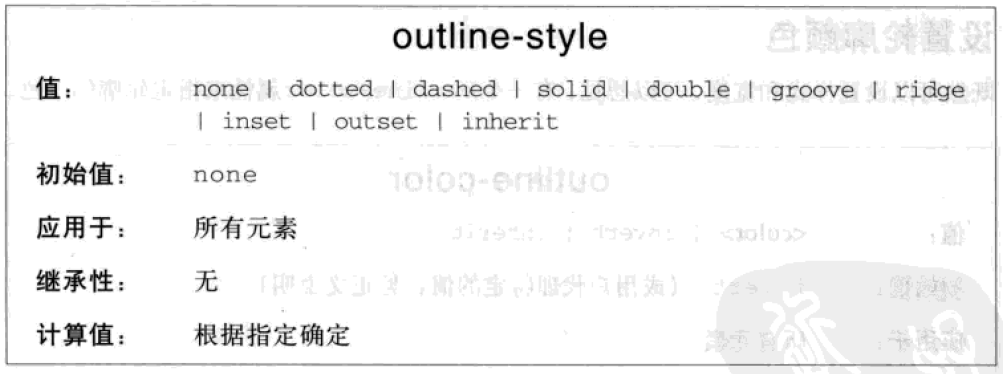 outline-style
值： none | dotted | dashed | solid | double | groove | ridge
| inset | outset | inherit
初始值： none
应用于： 所有元素
继承性： 无
计算值： 根据指定确定